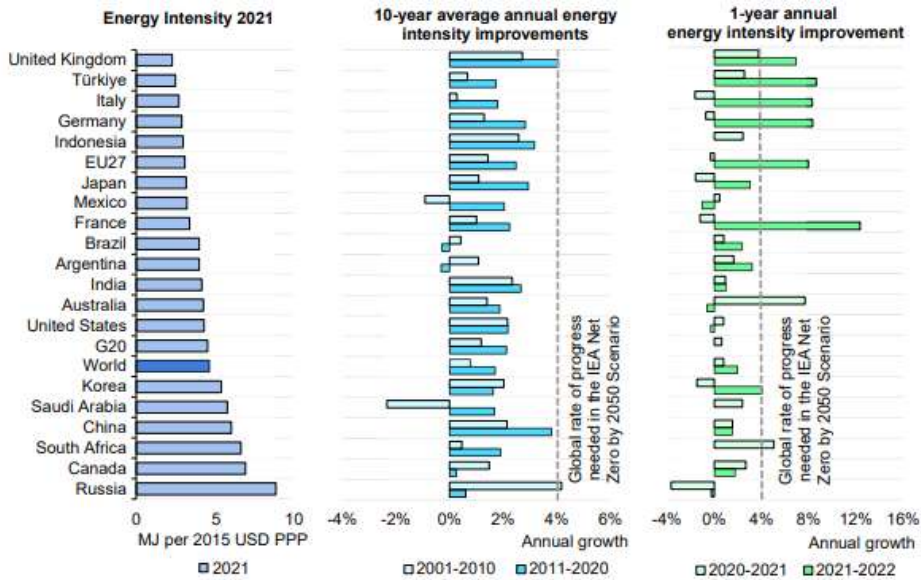 Energy Intensity 2021
10-year average annual energy
intensity improvements
1-year annual
energy intensity improvement
United Kingdom
Türkiye
Italy
Germany
Indonesia
EU27
Japan
Mexico
France
Brazil
Argentina
India
Australia
United States
G20
World
Korea
Saudi Arabia
China
South Africa
Canada
Russia
0 5 10
MJ per 2015 USD PPP
2021
Global rate of progress
needed in the IEA Net
Zero by 2050 Scenario
-4% 0% 2% 4% 6%
Annual growth
2001-2010 2011-2020
Global rate of progress
needed in the IEA Net
Zero by 2050 Scenario
-4% 0% 4% 8% 12% 16%
Annual growth
2020-2021 2021-2022